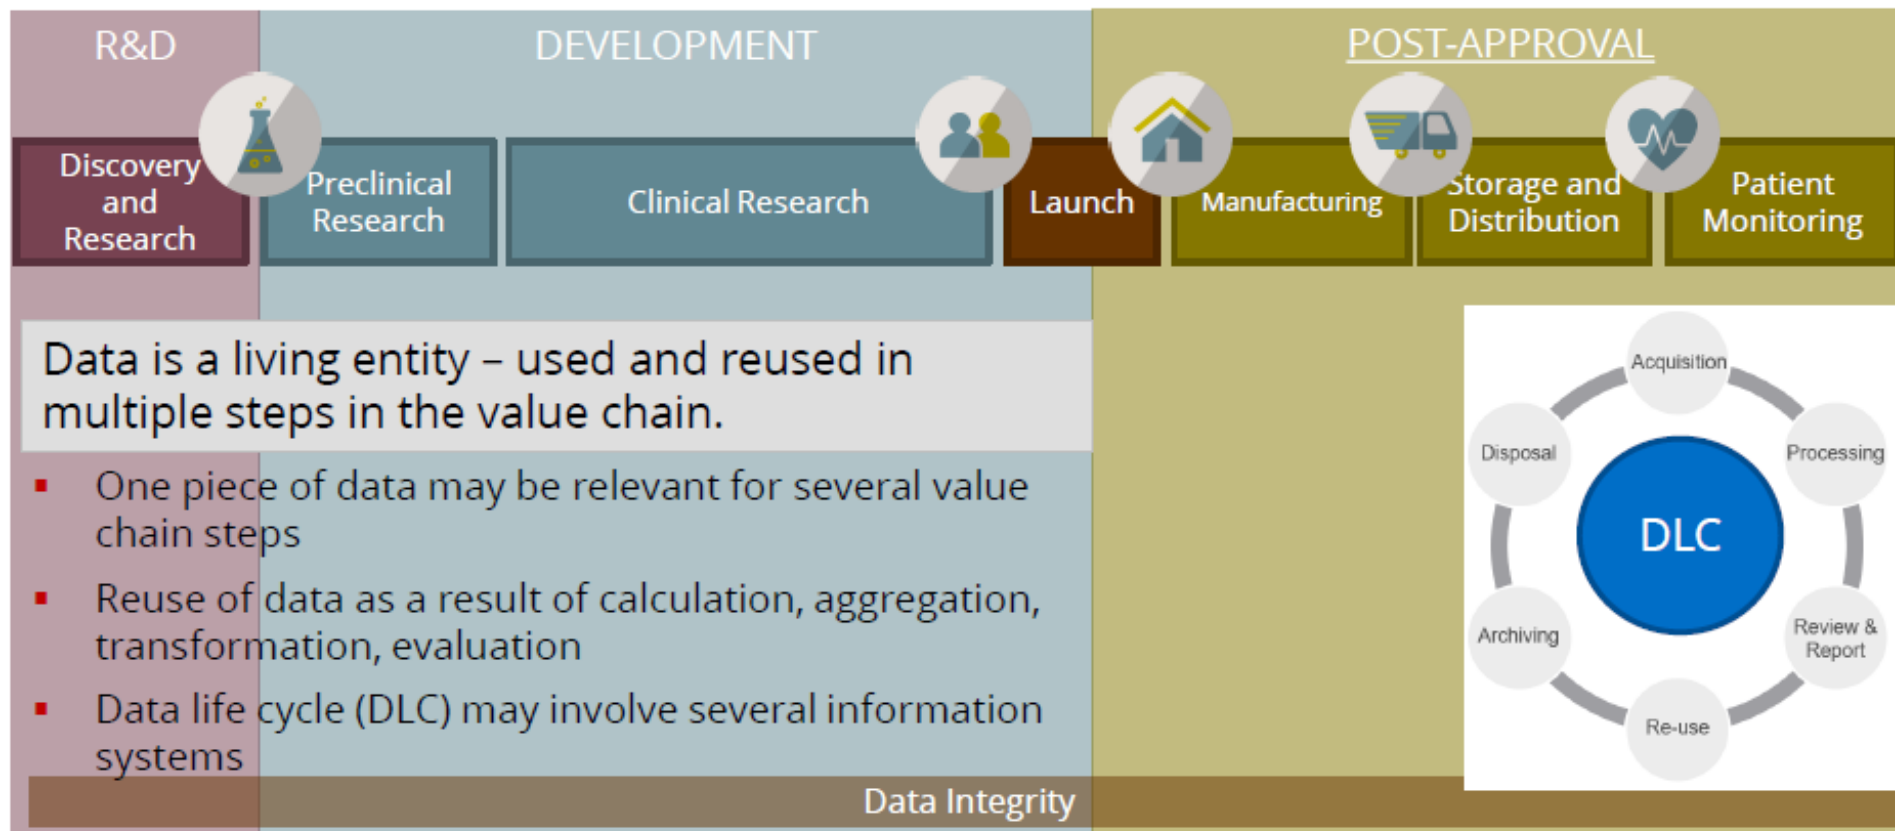 R&D
DEVELOPMENT
POST-APPROVAL
Discovery
and
Research
Preclinical
Research
Clinical Research
Launch
Manufacturing
Storage and
Distribution
Patient
Monitoring
Data is a living entity – used and reused in
multiple steps in the value chain.
▪ One piece of data may be relevant for several value
chain steps
▪ Reuse of data as a result of calculation, aggregation,
transformation, evaluation
▪ Data life cycle (DLC) may involve several information
systems
Acquisition
Processing
Review &
Report
Re-use
Archiving
Disposal
DLC
Data Integrity